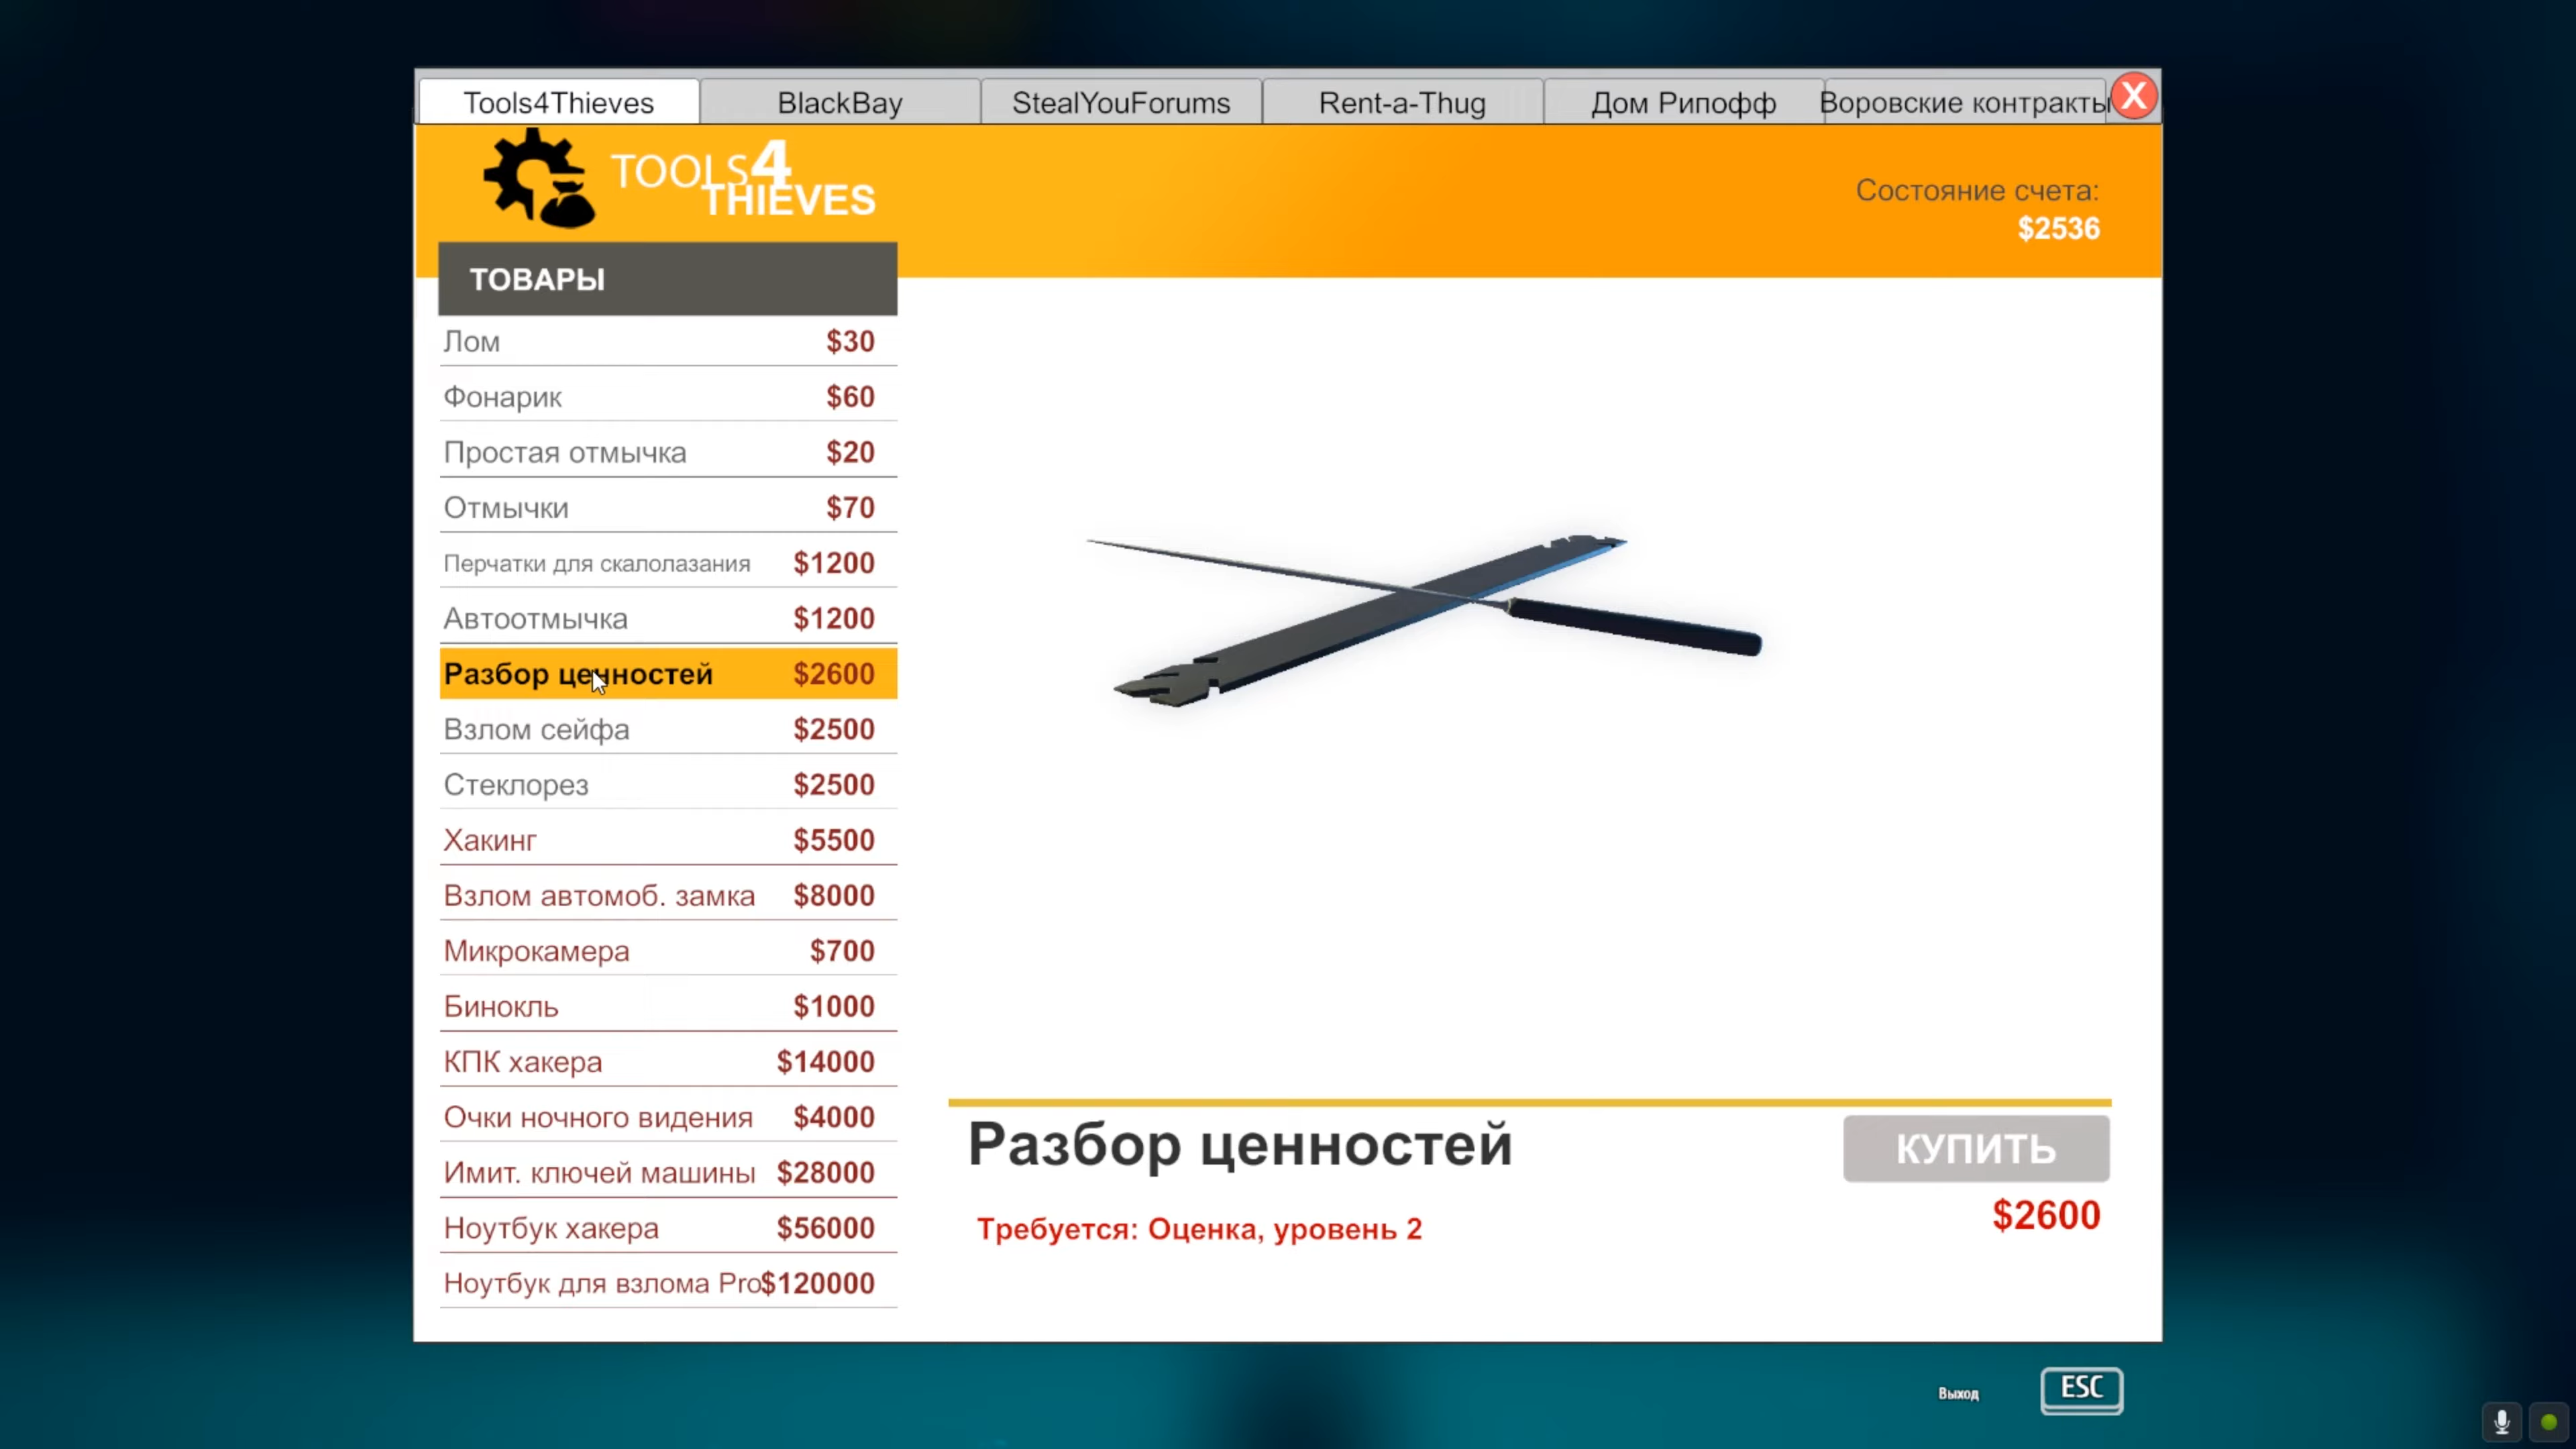 Tools4Thieves BlackBay StealYouForums Rent-a-Thug Дом Рипофф Воровские контракты X
TOOLS4
THIEVES
Состояние счета:
$2536
ТОВАРЫ
Лом $30
Фонарик $60
Простая отмычка $20
Отмычки $70
Перчатки для скалолазания $1200
Автоотмычка $1200
Разбор ценностей $2600
Взлом сейфа $2500
Стеклорез $2500
Хакинг $5500
Взлом автомоб. замка $8000
Микрокамера $700
Бинокль $1000
КПК хакера $14000
Очки ночного видения $4000
Имит. ключей машины $28000
Ноутбук хакера $56000
Ноутбук для взлома Pro $120000
Разбор ценностей
КУПИТЬ
$2600
Требуется: Оценка, уровень 2
Выход ESC